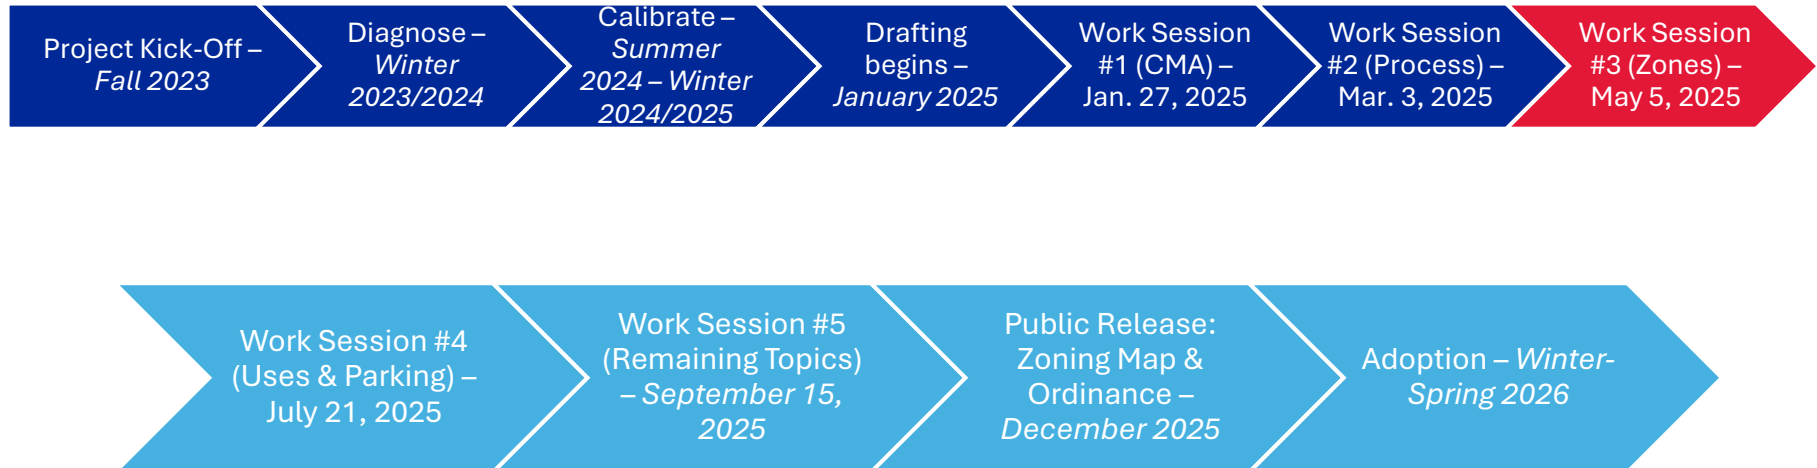 Project Kick-Off –
Fall 2023
Diagnose –
Winter
2023/2024
Calibrate –
Summer
2024 – Winter
2024/2025
Drafting
begins –
January 2025
Work Session
#1 (CMA) –
Jan. 27, 2025
Work Session
#2 (Process) –
Mar. 3, 2025
Work Session
#3 (Zones) –
May 5, 2025
Work Session #4
(Uses & Parking) –
July 21, 2025
Work Session #5
(Remaining Topics)
– September 15,
2025
Public Release:
Zoning Map &
Ordinance –
December 2025
Adoption – Winter-
Spring 2026